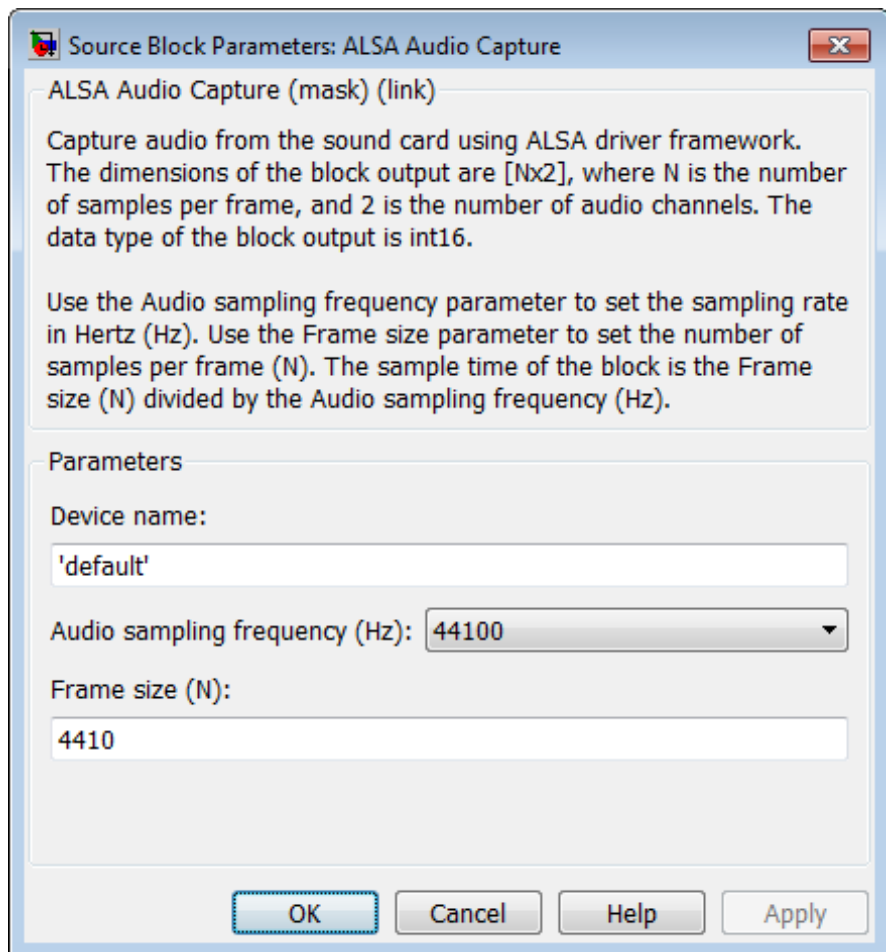 Source Block Parameters: ALSA Audio Capture
ALSA Audio Capture (mask) (link)
Capture audio from the sound card using ALSA driver framework.
The dimensions of the block output are [Nx2], where N is the number
of samples per frame, and 2 is the number of audio channels. The
data type of the block output is int16.
Use the Audio sampling frequency parameter to set the sampling rate
in Hertz (Hz). Use the Frame size parameter to set the number of
samples per frame (N). The sample time of the block is the Frame
size (N) divided by the Audio sampling frequency (Hz).
Parameters
Device name:
'default'
Audio sampling frequency (Hz): 44100
Frame size (N):
4410
OK Cancel Help Apply